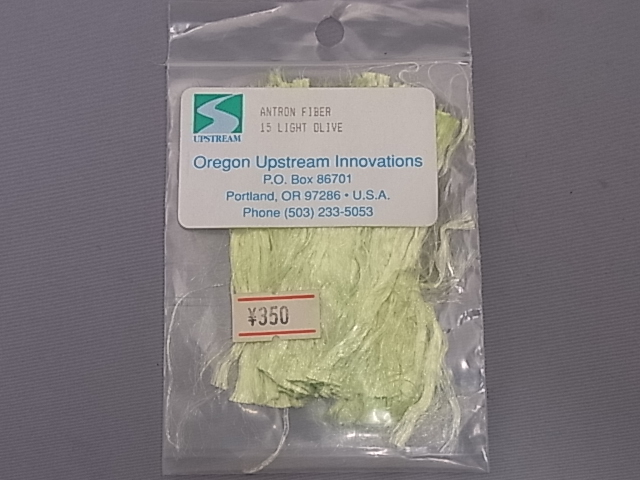 ANTRON FIBER
15 LIGHT OLIVE
UPSTREAM
Oregon Upstream Innovations
P.O. Box 86701
Portland, OR 97286 • U.S.A.
Phone (503) 233-5053
¥350